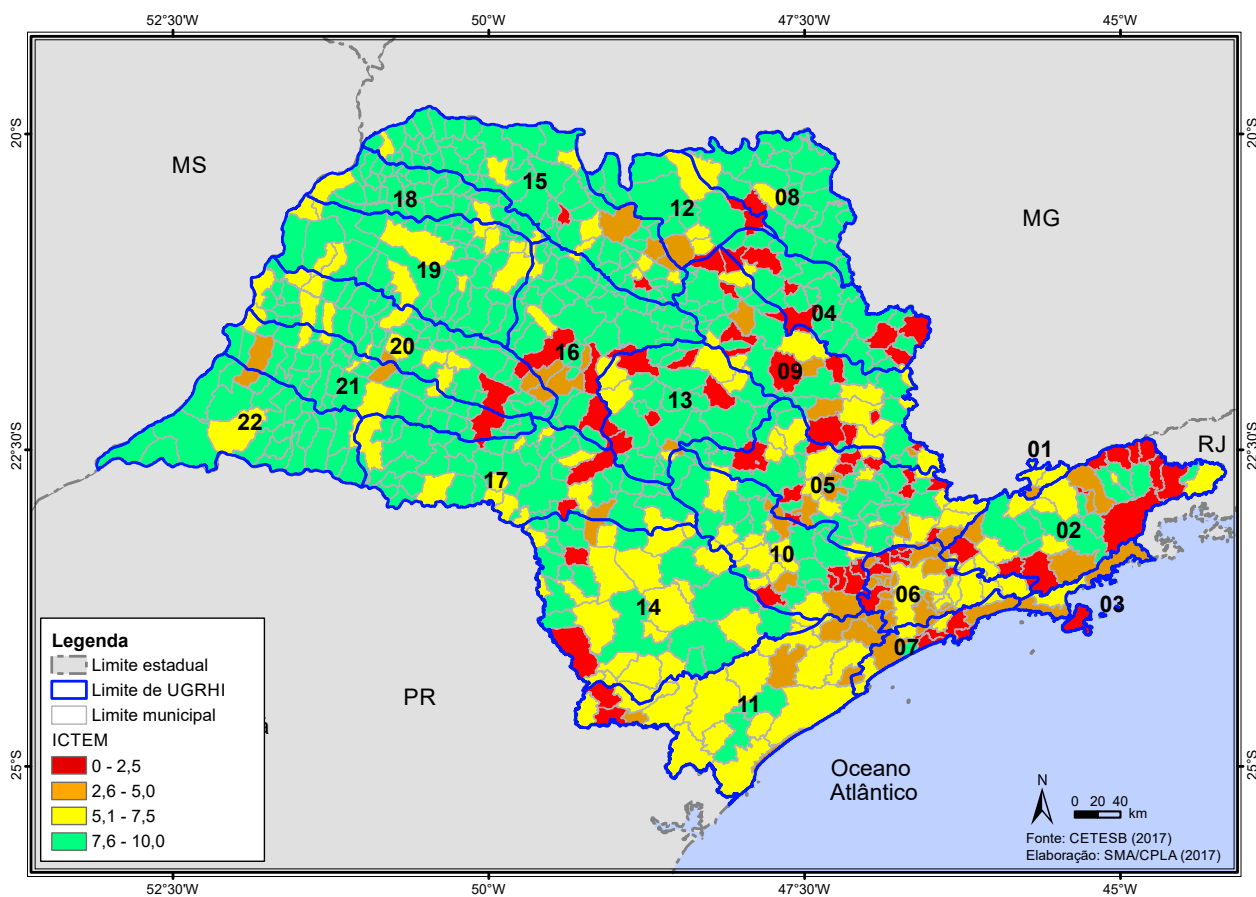 52°30'W 50°W 47°30'W 45°W
20°S 20°S
MS
MG
15
18
12
08
19
04
20
16
09
21
13
22
22°30'S 22°30'S
RJ
01
17
05
02
10
06
03
14
07
11
PR
a
25°S 25°S
Oceano
Atlântico
Legenda
Limite estadual
Limite de UGRHI
Limite municipal
ICTEM
0 - 2,5
2,6 - 5,0
5,1 - 7,5
7,6 - 10,0
N
0 20 40
km
Fonte: CETESB (2017)
Elaboração: SMA/CPLA (2017)
52°30'W 50°W 47°30'W 45°W